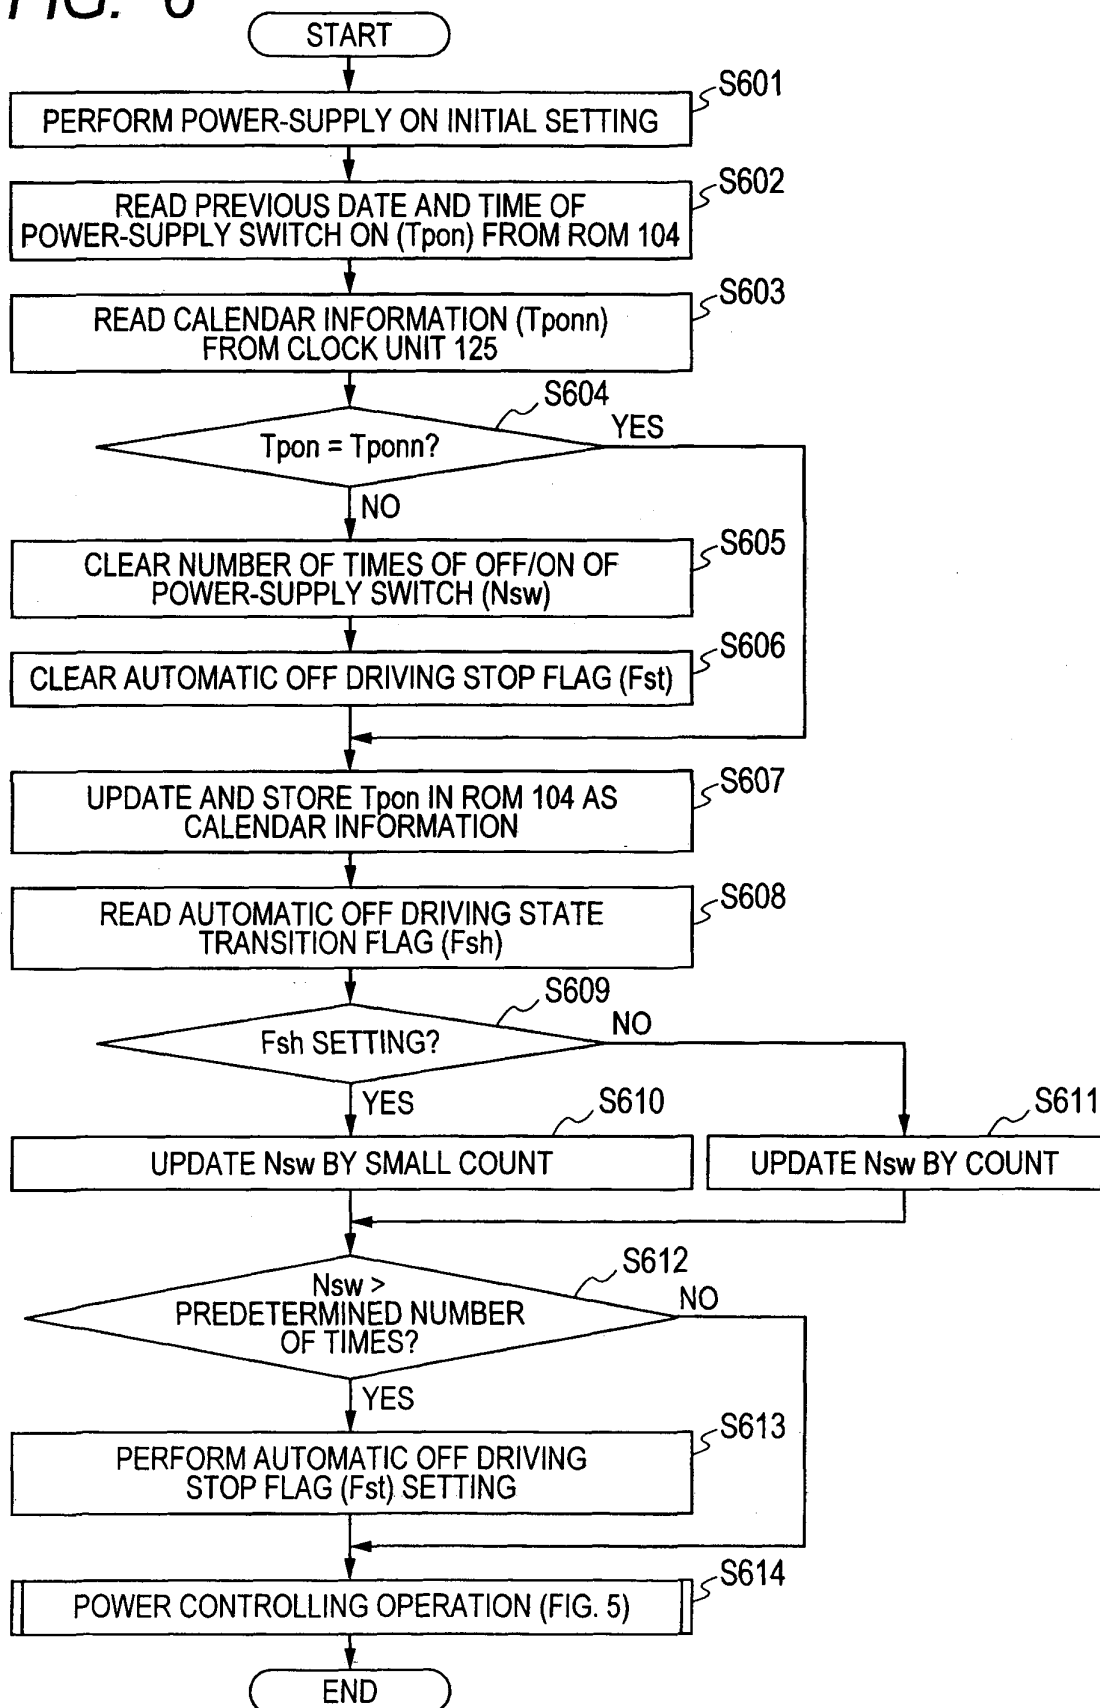 FIG. 6
START
S601
PERFORM POWER-SUPPLY ON INITIAL SETTING
S602
READ PREVIOUS DATE AND TIME OF
POWER-SUPPLY SWITCH ON (Tpon) FROM ROM 104
S603
READ CALENDAR INFORMATION (Tponn)
FROM CLOCK UNIT 125
S604
Tpon = Tponn?
YES
NO
S605
CLEAR NUMBER OF TIMES OF OFF/ON OF
POWER-SUPPLY SWITCH (Nsw)
S606
CLEAR AUTOMATIC OFF DRIVING STOP FLAG (Fst)
S607
UPDATE AND STORE Tpon IN ROM 104 AS
CALENDAR INFORMATION
S608
READ AUTOMATIC OFF DRIVING STATE
TRANSITION FLAG (Fsh)
S609
Fsh SETTING?
NO
YES
S610
UPDATE Nsw BY SMALL COUNT
S611
UPDATE Nsw BY COUNT
S612
Nsw >
PREDETERMINED NUMBER
OF TIMES?
NO
YES
S613
PERFORM AUTOMATIC OFF DRIVING
STOP FLAG (Fst) SETTING
S614
POWER CONTROLLING OPERATION (FIG. 5)
END